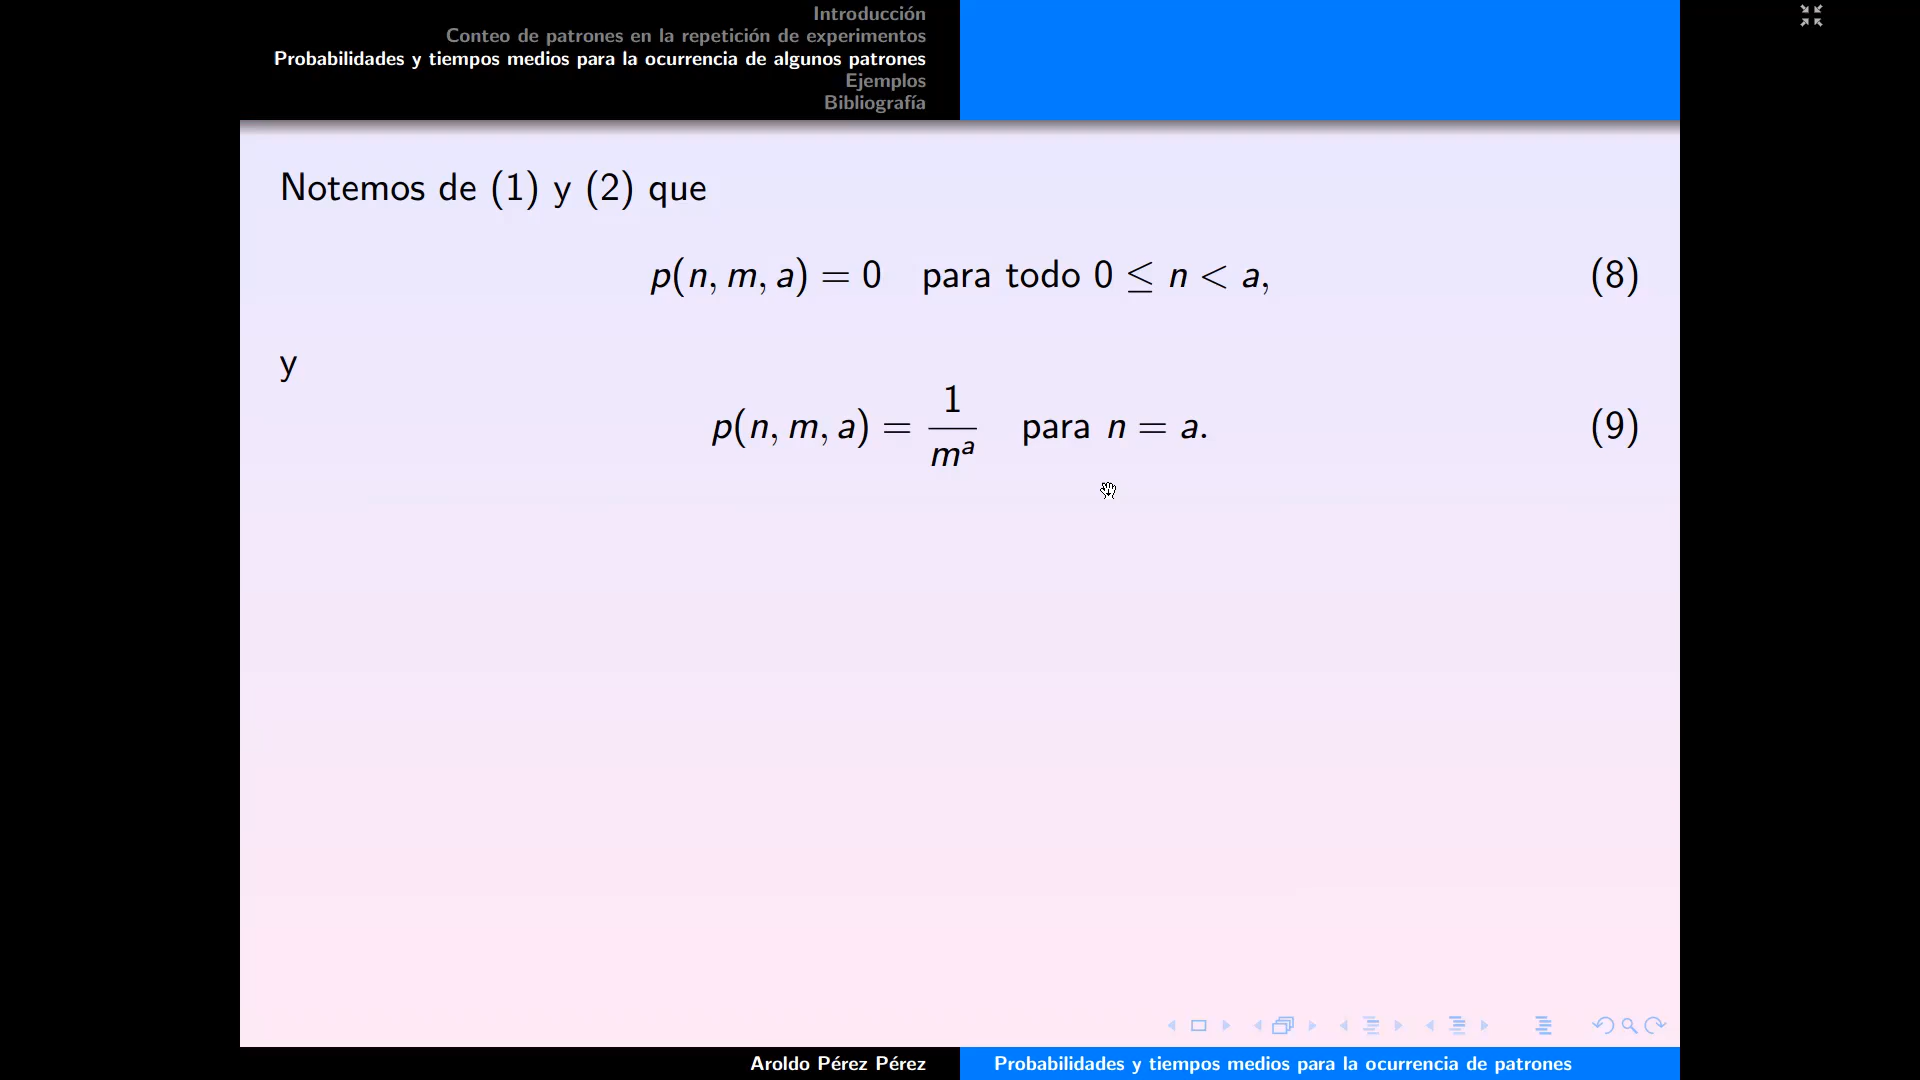 Introducción
Conteo de patrones en la repetición de experimentos
Probabilidades y tiempos medios para la ocurrencia de algunos patrones
Ejemplos
Bibliografía
Notemos de (1) y (2) que
p(n, m, a) = 0 para todo 0 ≤ n < a, (8)
y
p(n, m, a) = 1/m^a para n = a. (9)
Aroldo Pérez Pérez
Probabilidades y tiempos medios para la ocurrencia de patrones